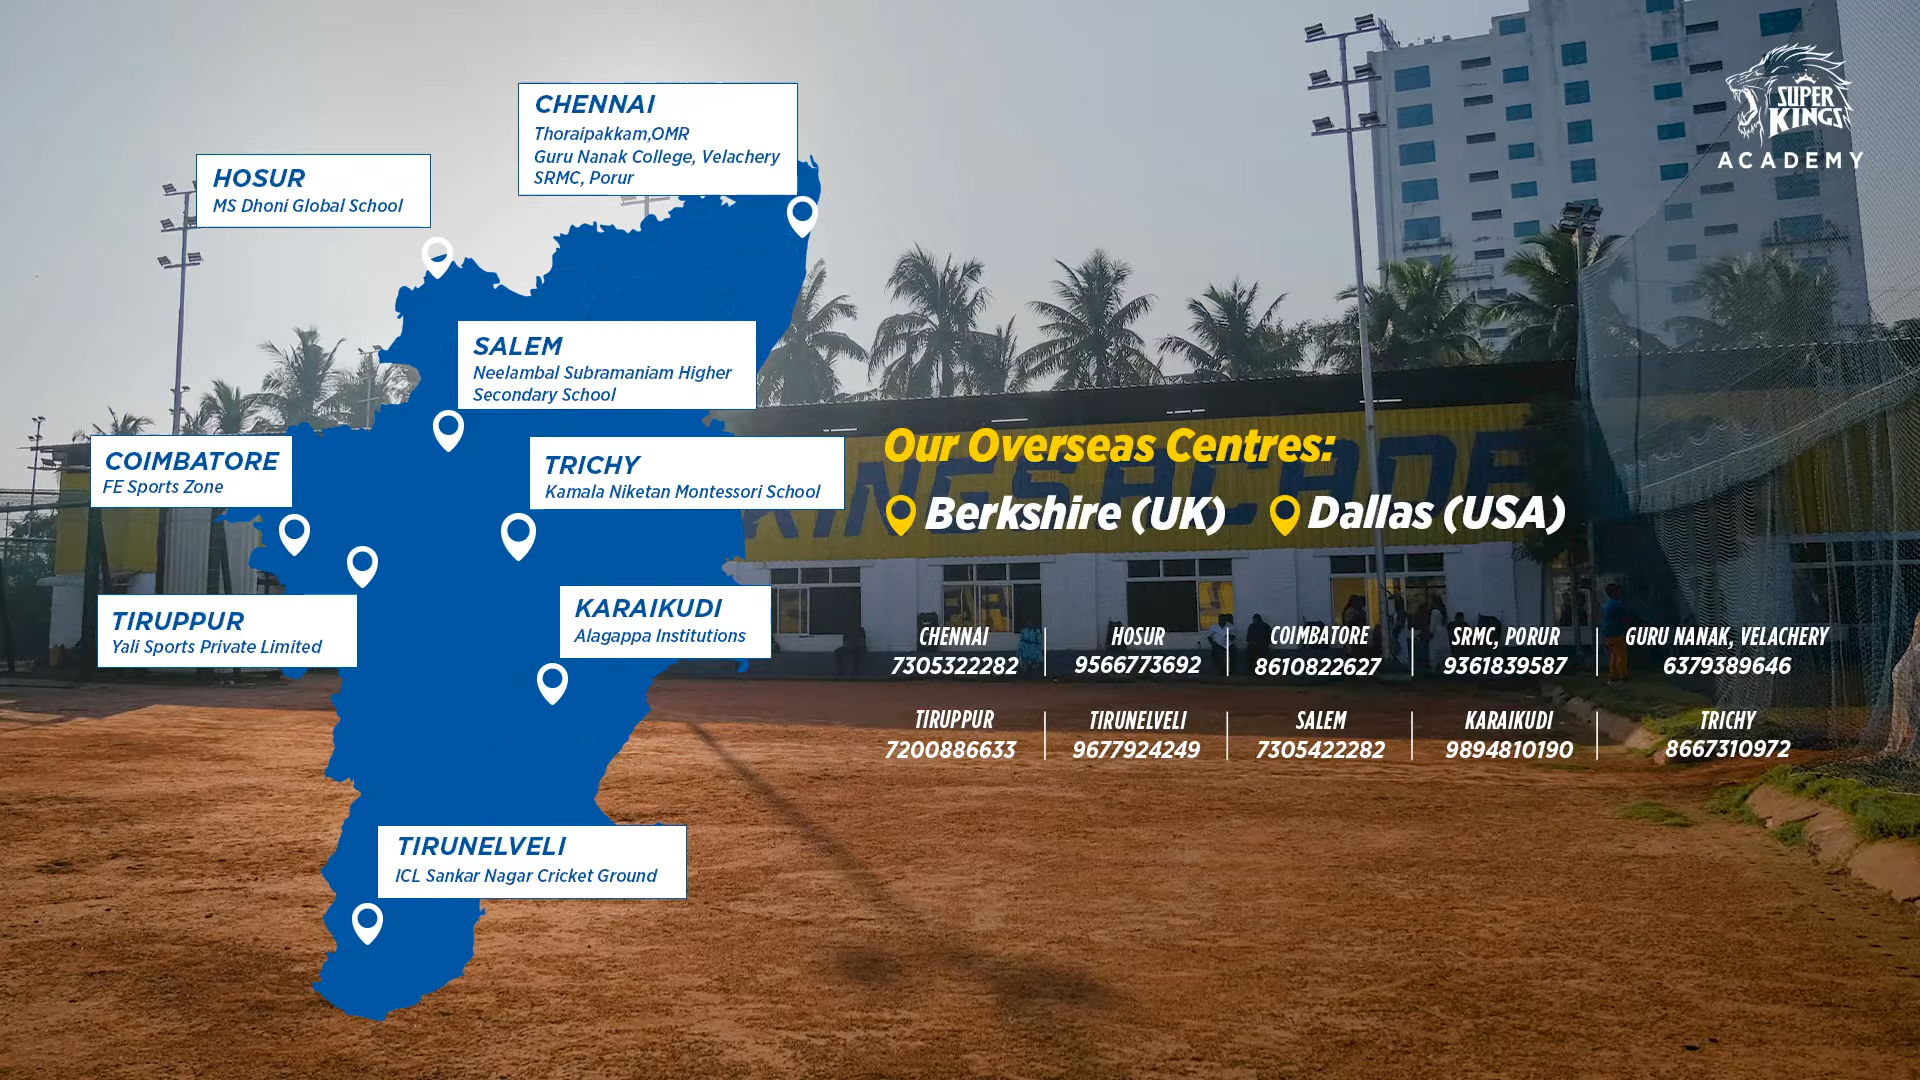 SUPER
KINGS
ACADEMY
CHENNAI
Thoraipakkam,OMR
Guru Nanak College, Velachery
SRMC, Porur
HOSUR
MS Dhoni Global School
SALEM
Neelambal Subramaniam Higher
Secondary School
COIMBATORE
FE Sports Zone
TRICHY
Kamala Niketan Montessori School
TIRUPPUR
Yali Sports Private Limited
KARAIKUDI
Alagappa Institutions
TIRUNELVELI
ICL Sankar Nagar Cricket Ground
KINGS ACADE
Our Overseas Centres:
Berkshire (UK) Dallas (USA)
CHENNAI HOSUR COIMBATORE SRMC, PORUR GURU NANAK, VELACHERY
7305322282 9566773692 8610822627 9361839587 6379389646
TIRUPPUR TIRUNELVELI SALEM KARAIKUDI TRICHY
7200886633 9677924249 7305422282 9894810190 8667310972